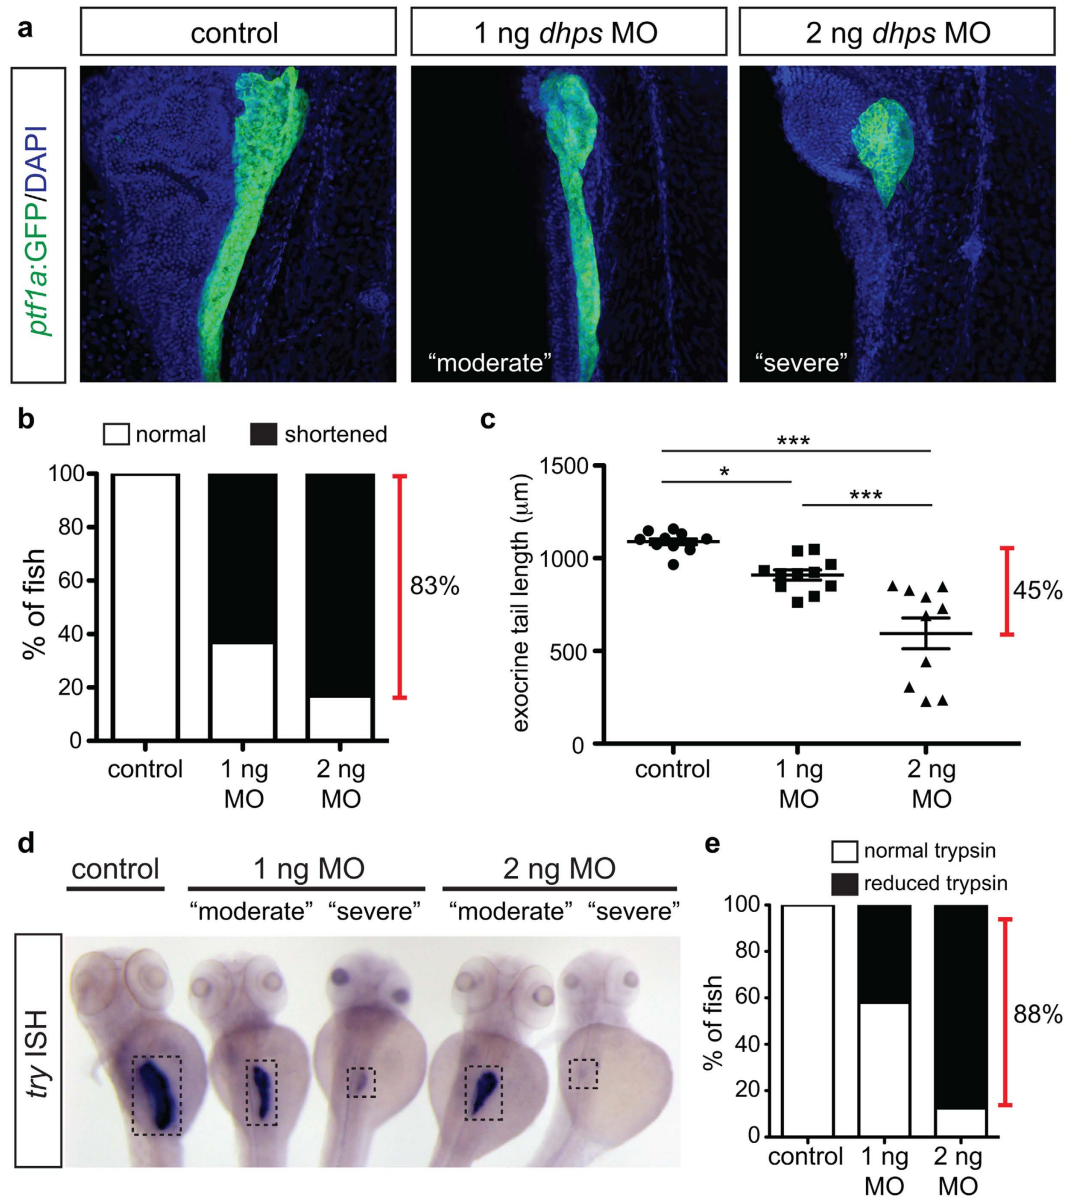 a
control
1 ng dhps MO
2 ng dhps MO
ptf1a:GFP/DAPI
“moderate”
“severe”
b
normal
shortened
% of fish
100
80
60
40
20
0
control
1 ng
MO
2 ng
MO
83%
c
exocrine tail length (μm)
1500
1000
500
0
***
*
***
45%
control
1 ng
MO
2 ng
MO
d
control
1 ng MO
2 ng MO
“moderate”
“severe”
“moderate”
“severe”
try ISH
e
normal trypsin
reduced trypsin
% of fish
100
80
60
40
20
0
88%
control
1 ng
MO
2 ng
MO